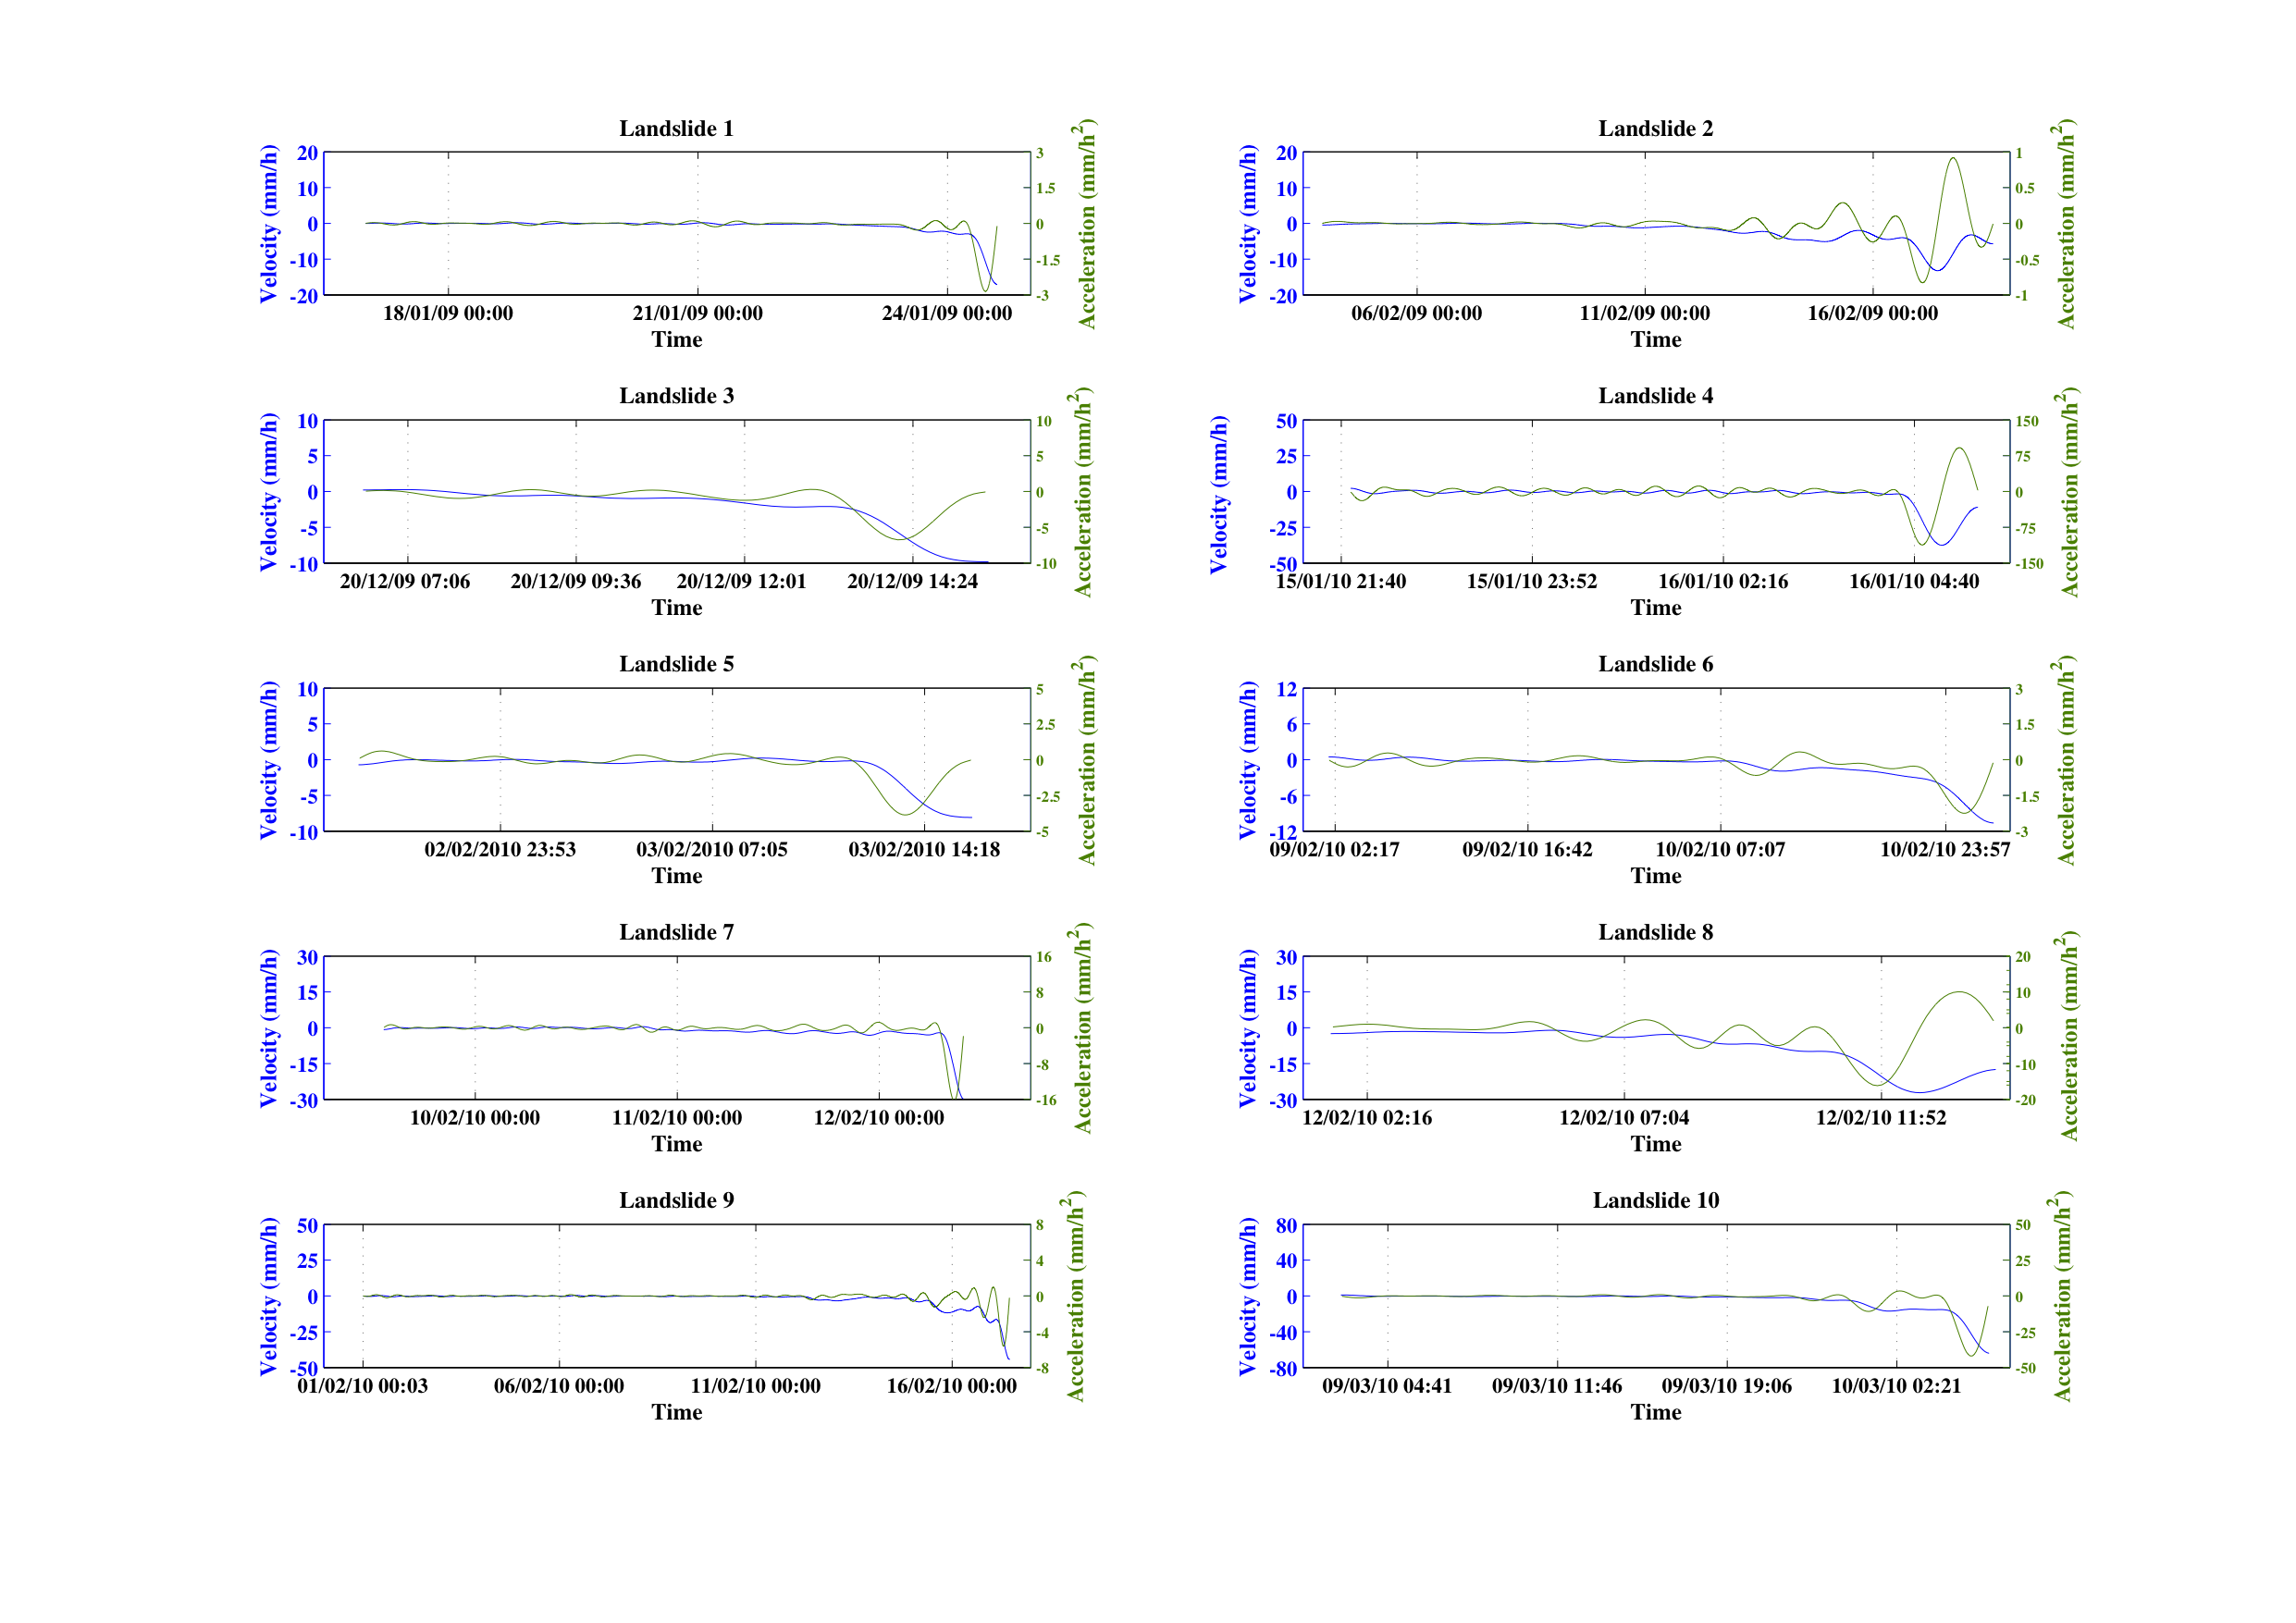 Landslide 1
Velocity (mm/h)
20
10
0
-10
-20
Acceleration (mm/h2)
3
1.5
0
-1.5
-3
18/01/09 00:00 21/01/09 00:00 24/01/09 00:00
Time
Landslide 2
Velocity (mm/h)
20
10
0
-10
-20
Acceleration (mm/h2)
1
0.5
0
-0.5
-1
06/02/09 00:00 11/02/09 00:00 16/02/09 00:00
Time
Landslide 3
Velocity (mm/h)
10
5
0
-5
-10
Acceleration (mm/h2)
10
5
0
-5
-10
20/12/09 07:06 20/12/09 09:36 20/12/09 12:01 20/12/09 14:24
Time
Landslide 4
Velocity (mm/h)
50
25
0
-25
-50
Acceleration (mm/h2)
150
75
0
-75
-150
15/01/10 21:40 15/01/10 23:52 16/01/10 02:16 16/01/10 04:40
Time
Landslide 5
Velocity (mm/h)
10
5
0
-5
-10
Acceleration (mm/h2)
5
2.5
0
-2.5
-5
02/02/2010 23:53 03/02/2010 07:05 03/02/2010 14:18
Time
Landslide 6
Velocity (mm/h)
12
6
0
-6
-12
Acceleration (mm/h2)
3
1.5
0
-1.5
-3
09/02/10 02:17 09/02/10 16:42 10/02/10 07:07 10/02/10 23:57
Time
Landslide 7
Velocity (mm/h)
30
15
0
-15
-30
Acceleration (mm/h2)
16
8
0
-8
-16
10/02/10 00:00 11/02/10 00:00 12/02/10 00:00
Time
Landslide 8
Velocity (mm/h)
30
15
0
-15
-30
Acceleration (mm/h2)
20
10
0
-10
-20
12/02/10 02:16 12/02/10 07:04 12/02/10 11:52
Time
Landslide 9
Velocity (mm/h)
50
25
0
-25
-50
Acceleration (mm/h2)
8
4
0
-4
-8
01/02/10 00:03 06/02/10 00:00 11/02/10 00:00 16/02/10 00:00
Time
Landslide 10
Velocity (mm/h)
80
40
0
-40
-80
Acceleration (mm/h2)
50
25
0
-25
-50
09/03/10 04:41 09/03/10 11:46 09/03/10 19:06 10/03/10 02:21
Time